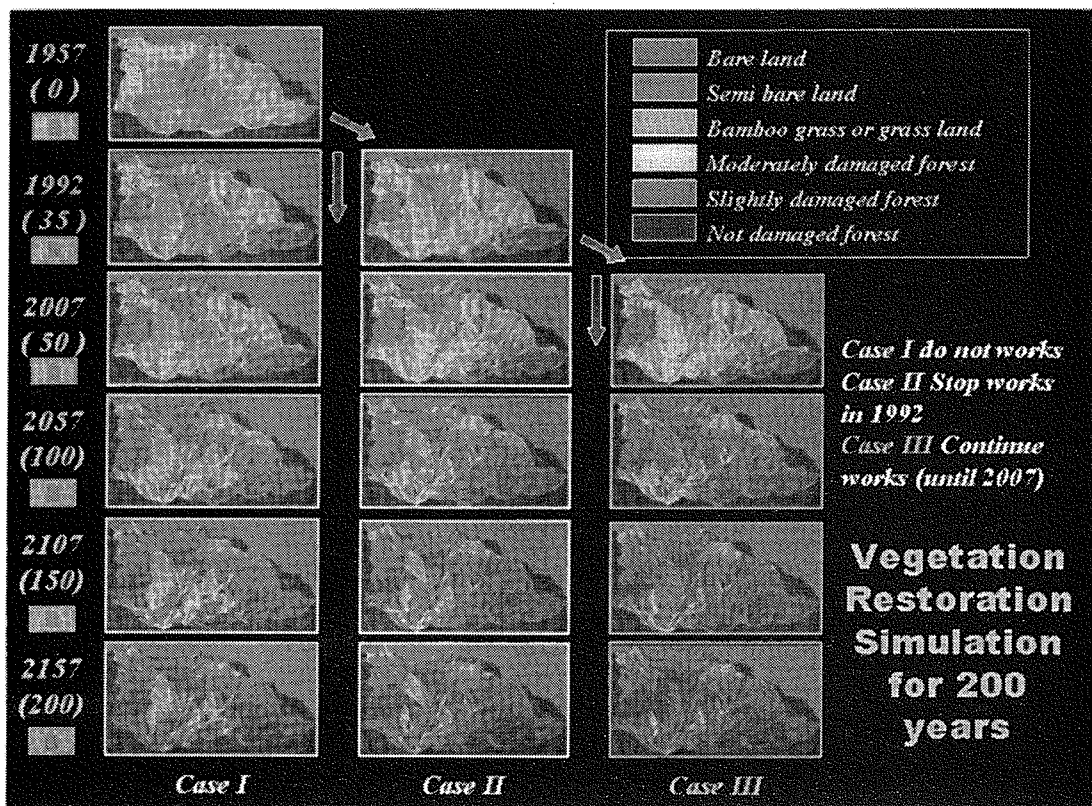 1957
(0)
1992
(35)
2007
(50)
2057
(100)
2107
(150)
2157
(200)
Bare land
Semi bare land
Bamboo grass or grass land
Moderately damaged forest
Slightly damaged forest
Not damaged forest
Case I do not works
Case II Stop works
in 1992
Case III Continue
works (until 2007)
Vegetation
Restoration
Simulation
for 200
years
Case I
Case II
Case III